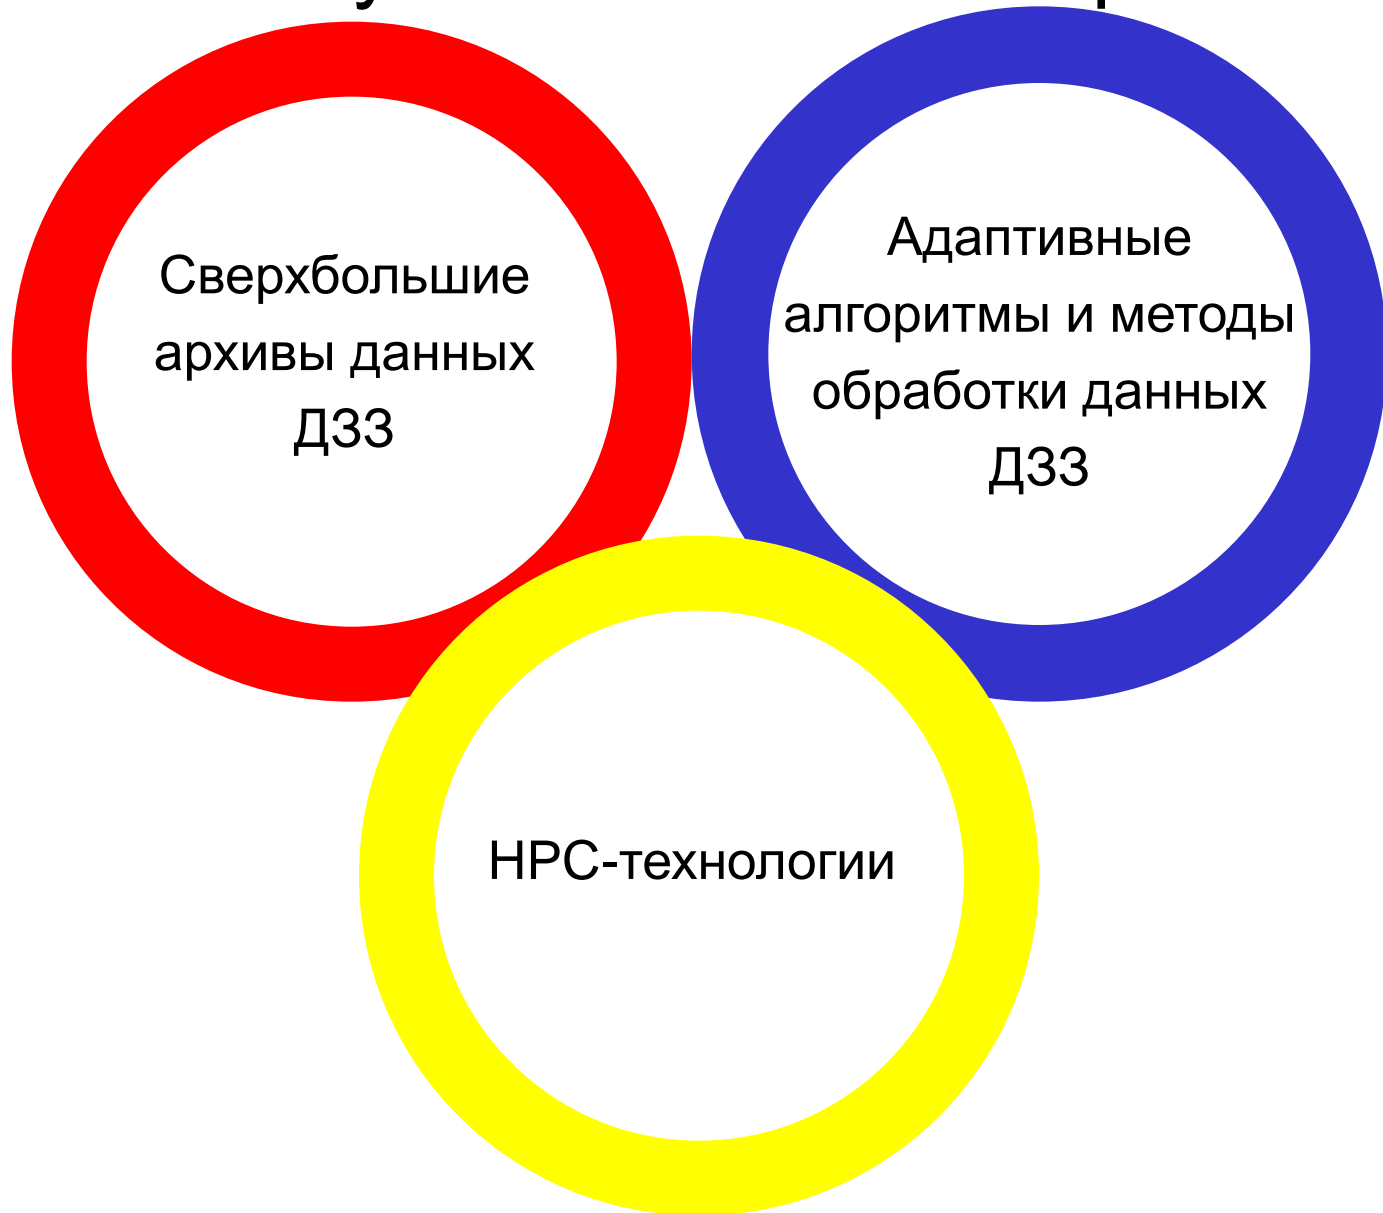 Сверхбольшие
архивы данных
ДЗЗ
Адаптивные
алгоритмы и методы
обработки данных
ДЗЗ
HPC-технологии